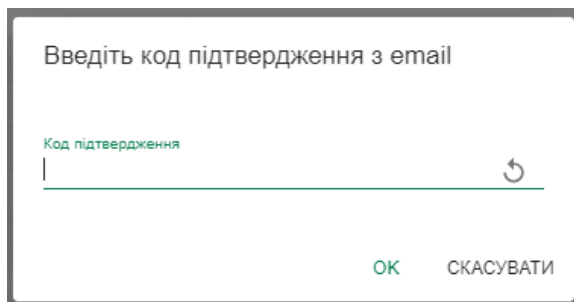 Введіть код підтвердження з email
Код підтвердження
OK СКАСУВАТИ